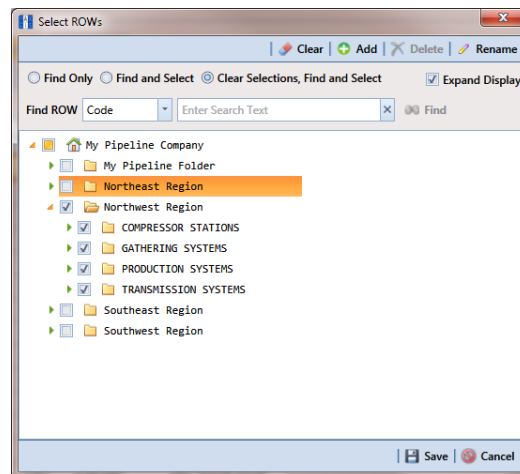 Select ROWs
Clear Add Delete Rename
Find Only Find and Select Clear Selections, Find and Select Expand Display
Find ROW Code Enter Search Text Find
My Pipeline Company
My Pipeline Folder
Northeast Region
Northwest Region
COMPRESSOR STATIONS
GATHERING SYSTEMS
PRODUCTION SYSTEMS
TRANSMISSION SYSTEMS
Southeast Region
Southwest Region
Save Cancel